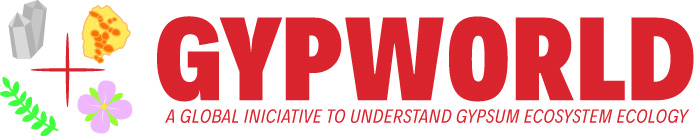 GYPWORLD
A GLOBAL INICIATIVE TO UNDERSTAND GYPSUM ECOSYSTEM ECOLOGY